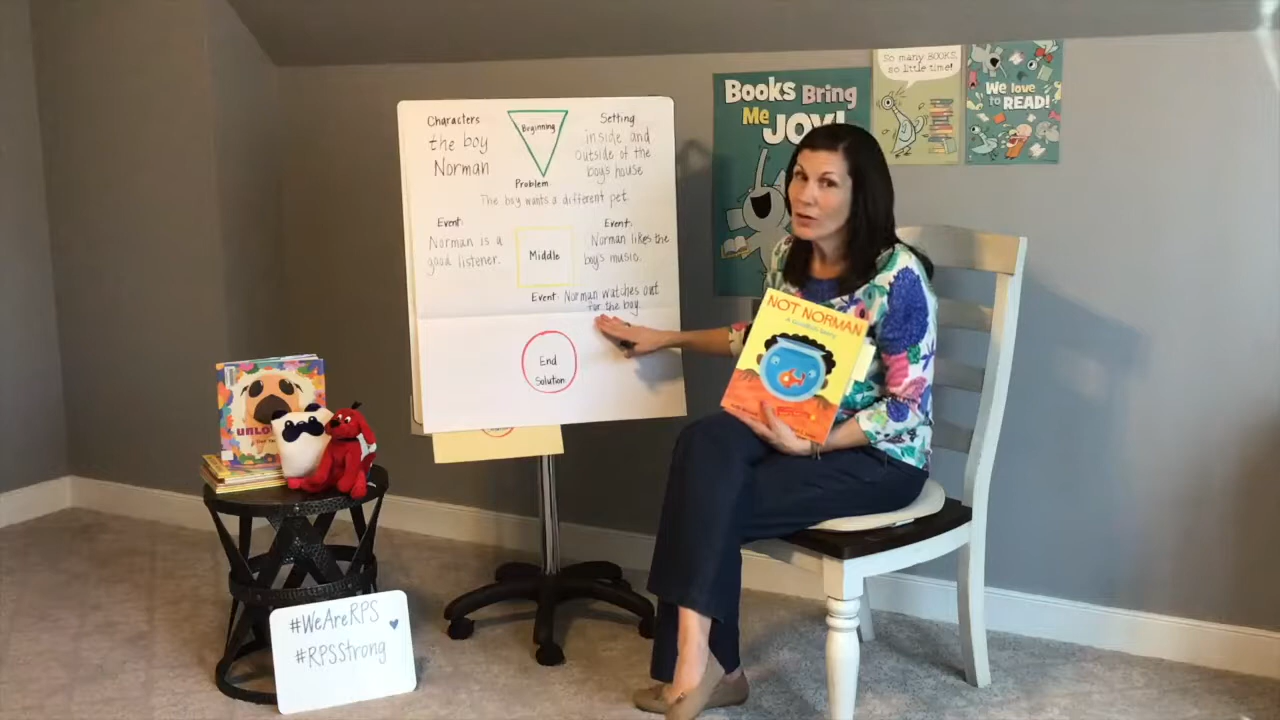 Characters
the boy
Norman
Beginning
Setting
inside and
outside of the
boy's house
Problem
The boy wants a different pet.
Event:
Norman is a
good listener.
Middle
Event:
Norman likes the
boy's music.
Event: Norman watches out
for the boy.
End
Solution
Books Bring
Me JOY!
So many BOOKS,
so little time!
We love
to READ!
NOT NORMAN
A Goldfish Story
#WeAreRPS
#RPSStrong